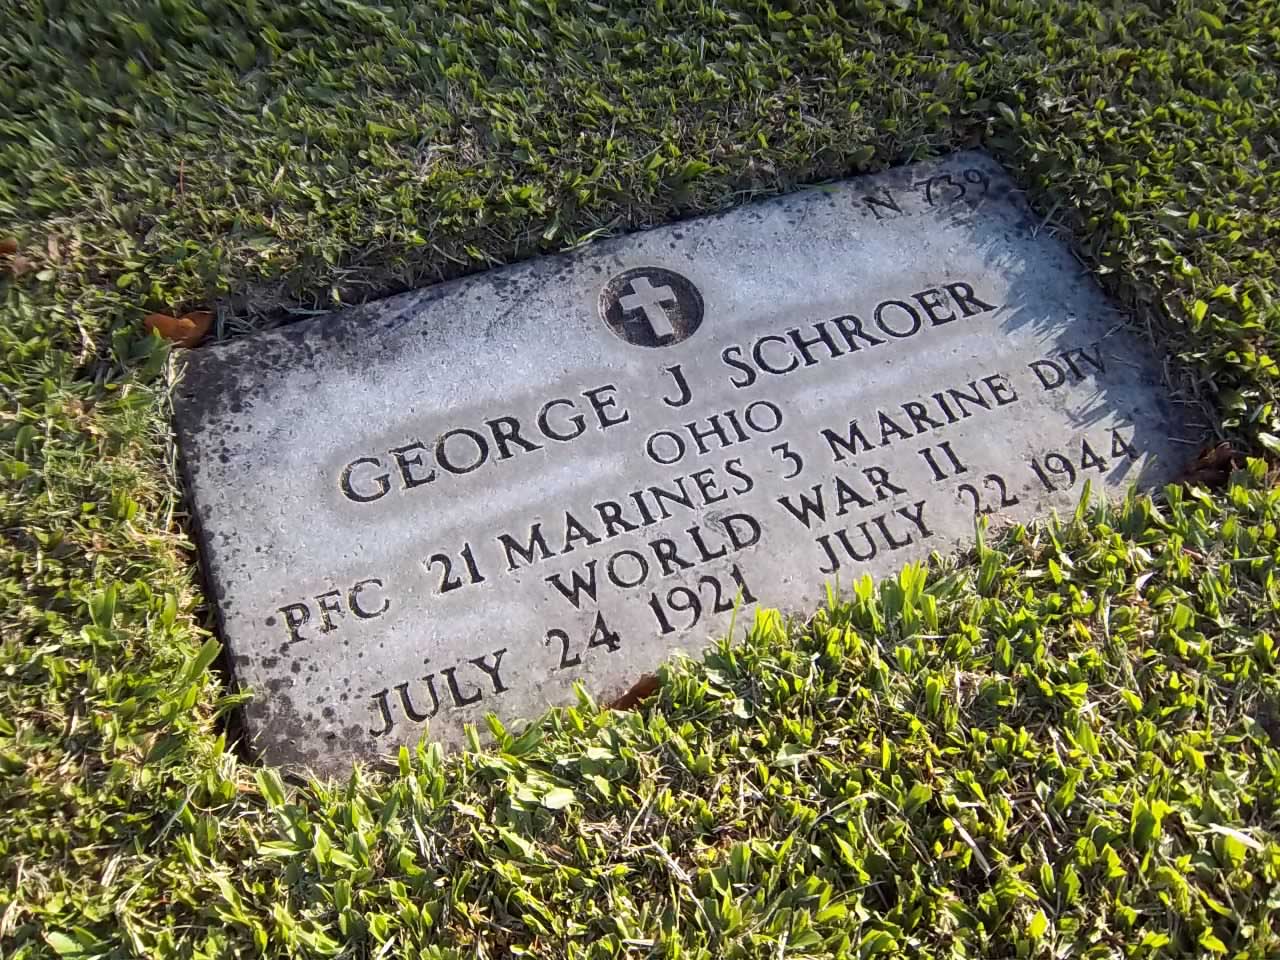 N 739
GEORGE J SCHROER
OHIO
PFC 21 MARINES 3 MARINE DIV
WORLD WAR II
JULY 24 1921 JULY 22 1944